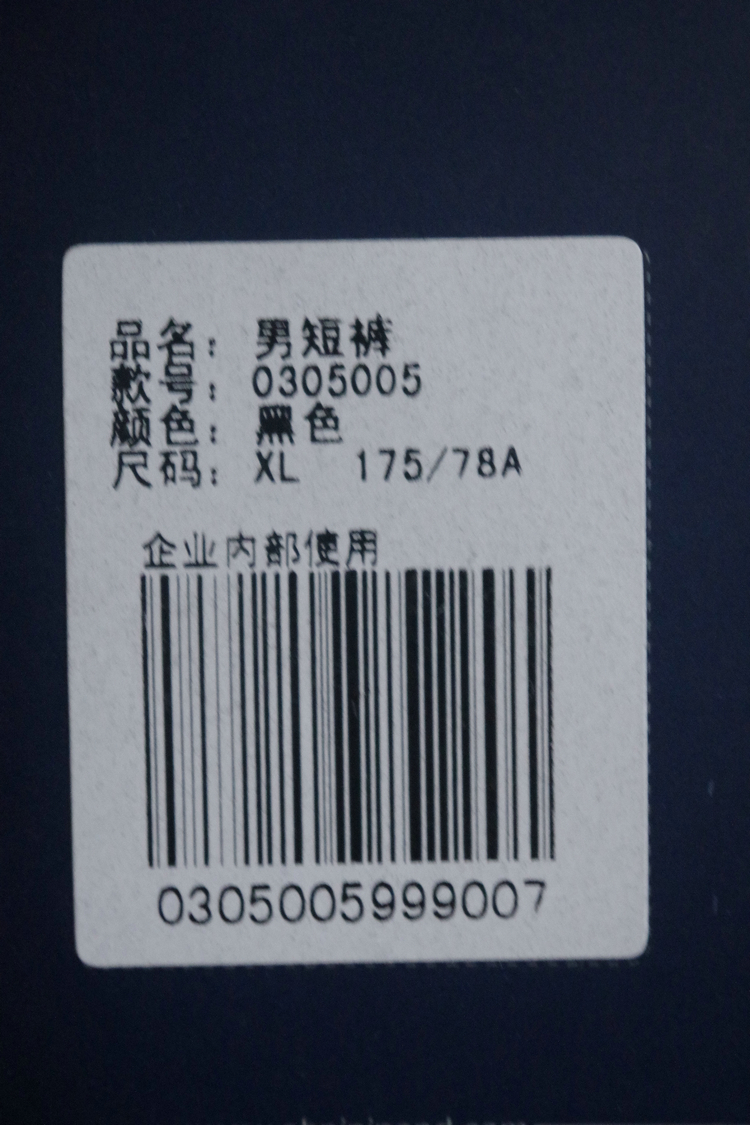 品名： 男短裤
款号： 0305005
颜色： 黑色
尺码： XL 175/78A
企业内部使用
0305005999007